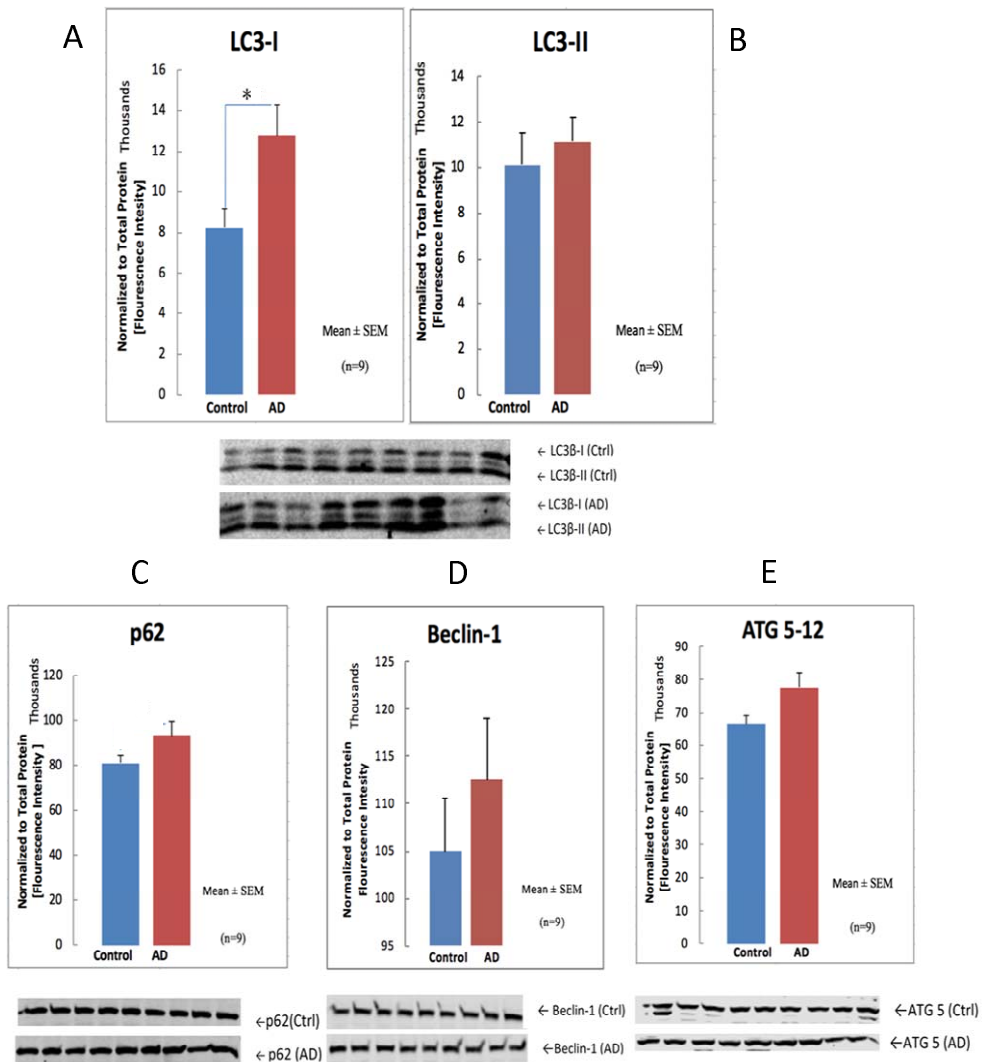 A
LC3-I
Normalized to Total Protein
[Flourescnece Intesity]
Thousands
16
14
12
10
8
6
4
2
0
*
Mean ± SEM
(n=9)
Control AD
B
LC3-II
Normalized to Total Protein
[Flourescence Intensity]
Thousands
14
12
10
8
6
4
2
0
Mean ± SEM
(n=9)
Control AD
← LC3β-I (Ctrl)
← LC3β-II (Ctrl)
← LC3β-I (AD)
← LC3β-II (AD)
C
p62
Normalized to Total Protein
[Flourescence Intensity ]
Thousands
120
100
80
60
40
20
0
Mean ± SEM
(n=9)
Control AD
←p62(Ctrl)
← p62 (AD)
D
Beclin-1
Normalized to Total Protein
Flourescence Intesity
Thousands
125
120
115
110
105
100
95
Mean ± SEM
(n=9)
Control AD
← Beclin-1 (Ctrl)
←Beclin-1 (AD)
E
ATG 5-12
Normalized to Total Protein
[Flourescence Intensity]
Thousands
90
80
70
60
50
40
30
20
10
0
Mean ± SEM
(n=9)
Control AD
←ATG 5 (Ctrl)
←ATG 5 (AD)